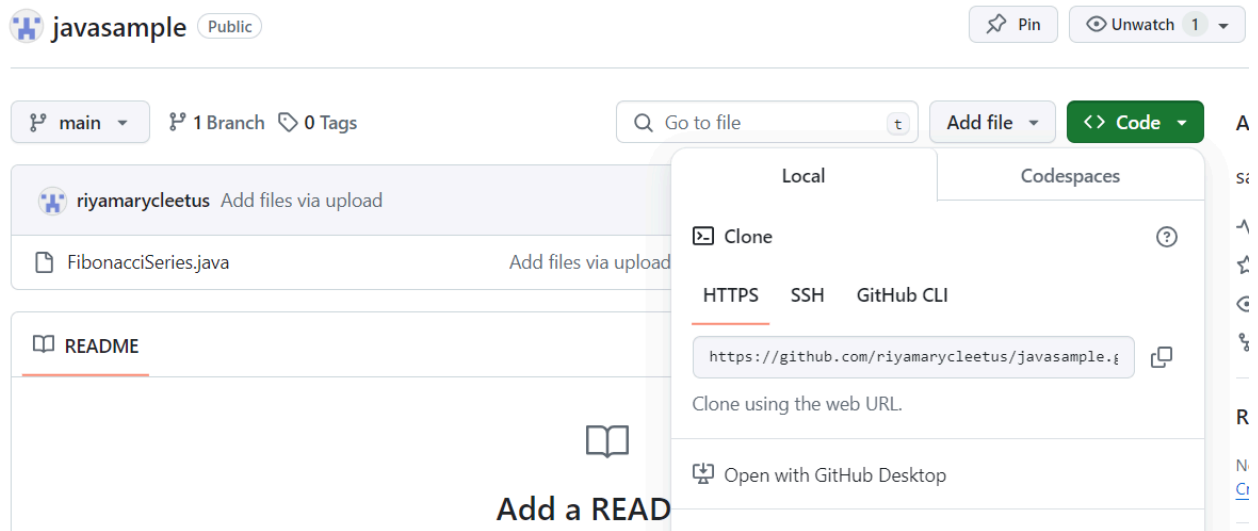 javasample Public Pin Unwatch 1
main 1 Branch 0 Tags Go to file t Add file Code
Local Codespaces
riyamarycleetus Add files via upload
Clone
FibonacciSeries.java Add files via upload
HTTPS SSH GitHub CLI
README
https://github.com/riyamarycleetus/javasample.g
Clone using the web URL.
Open with GitHub Desktop
Add a READ